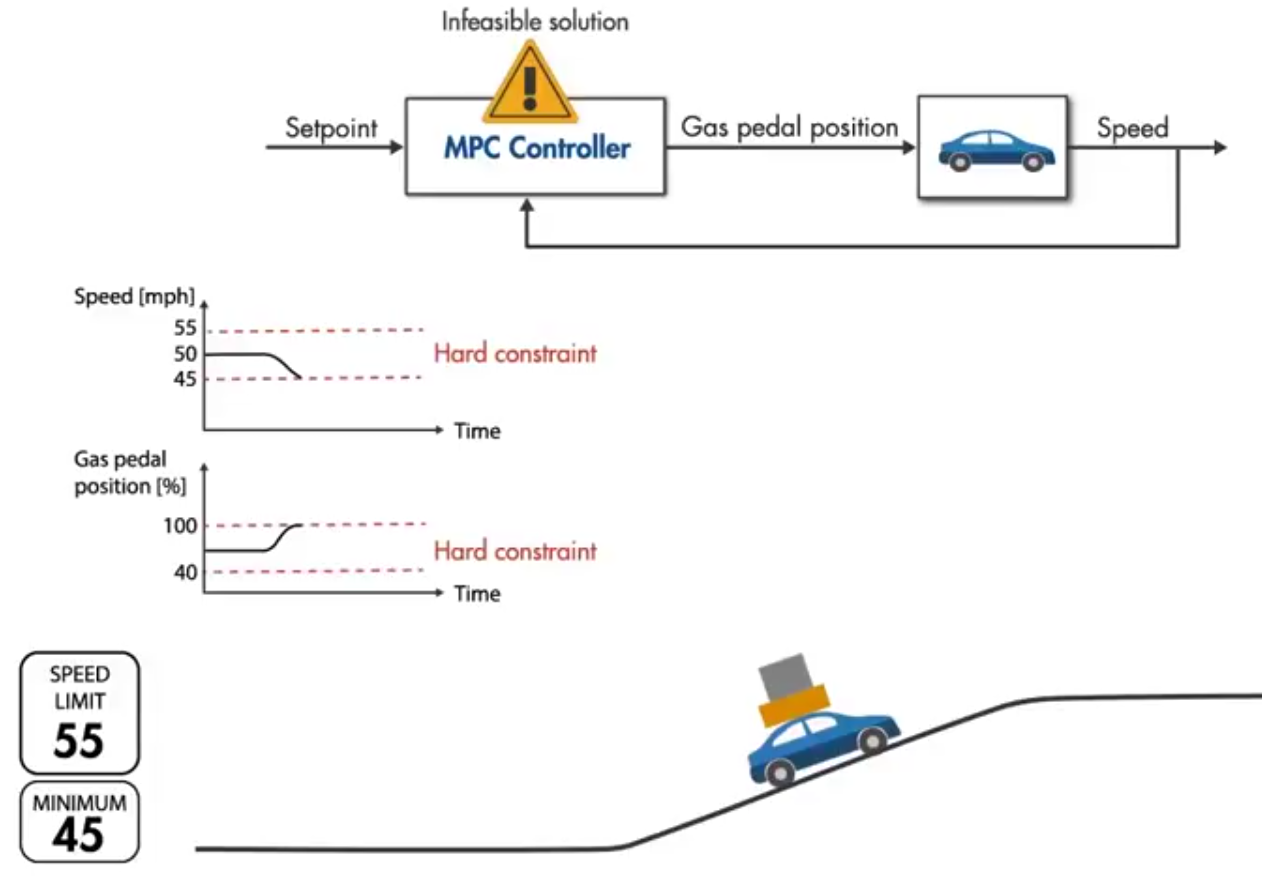 Infeasible solution
Setpoint
MPC Controller
Gas pedal position
Speed
Speed [mph]
55
50
45
Hard constraint
Time
Gas pedal
position [%]
100
40
Hard constraint
Time
SPEED
LIMIT
55
MINIMUM
45